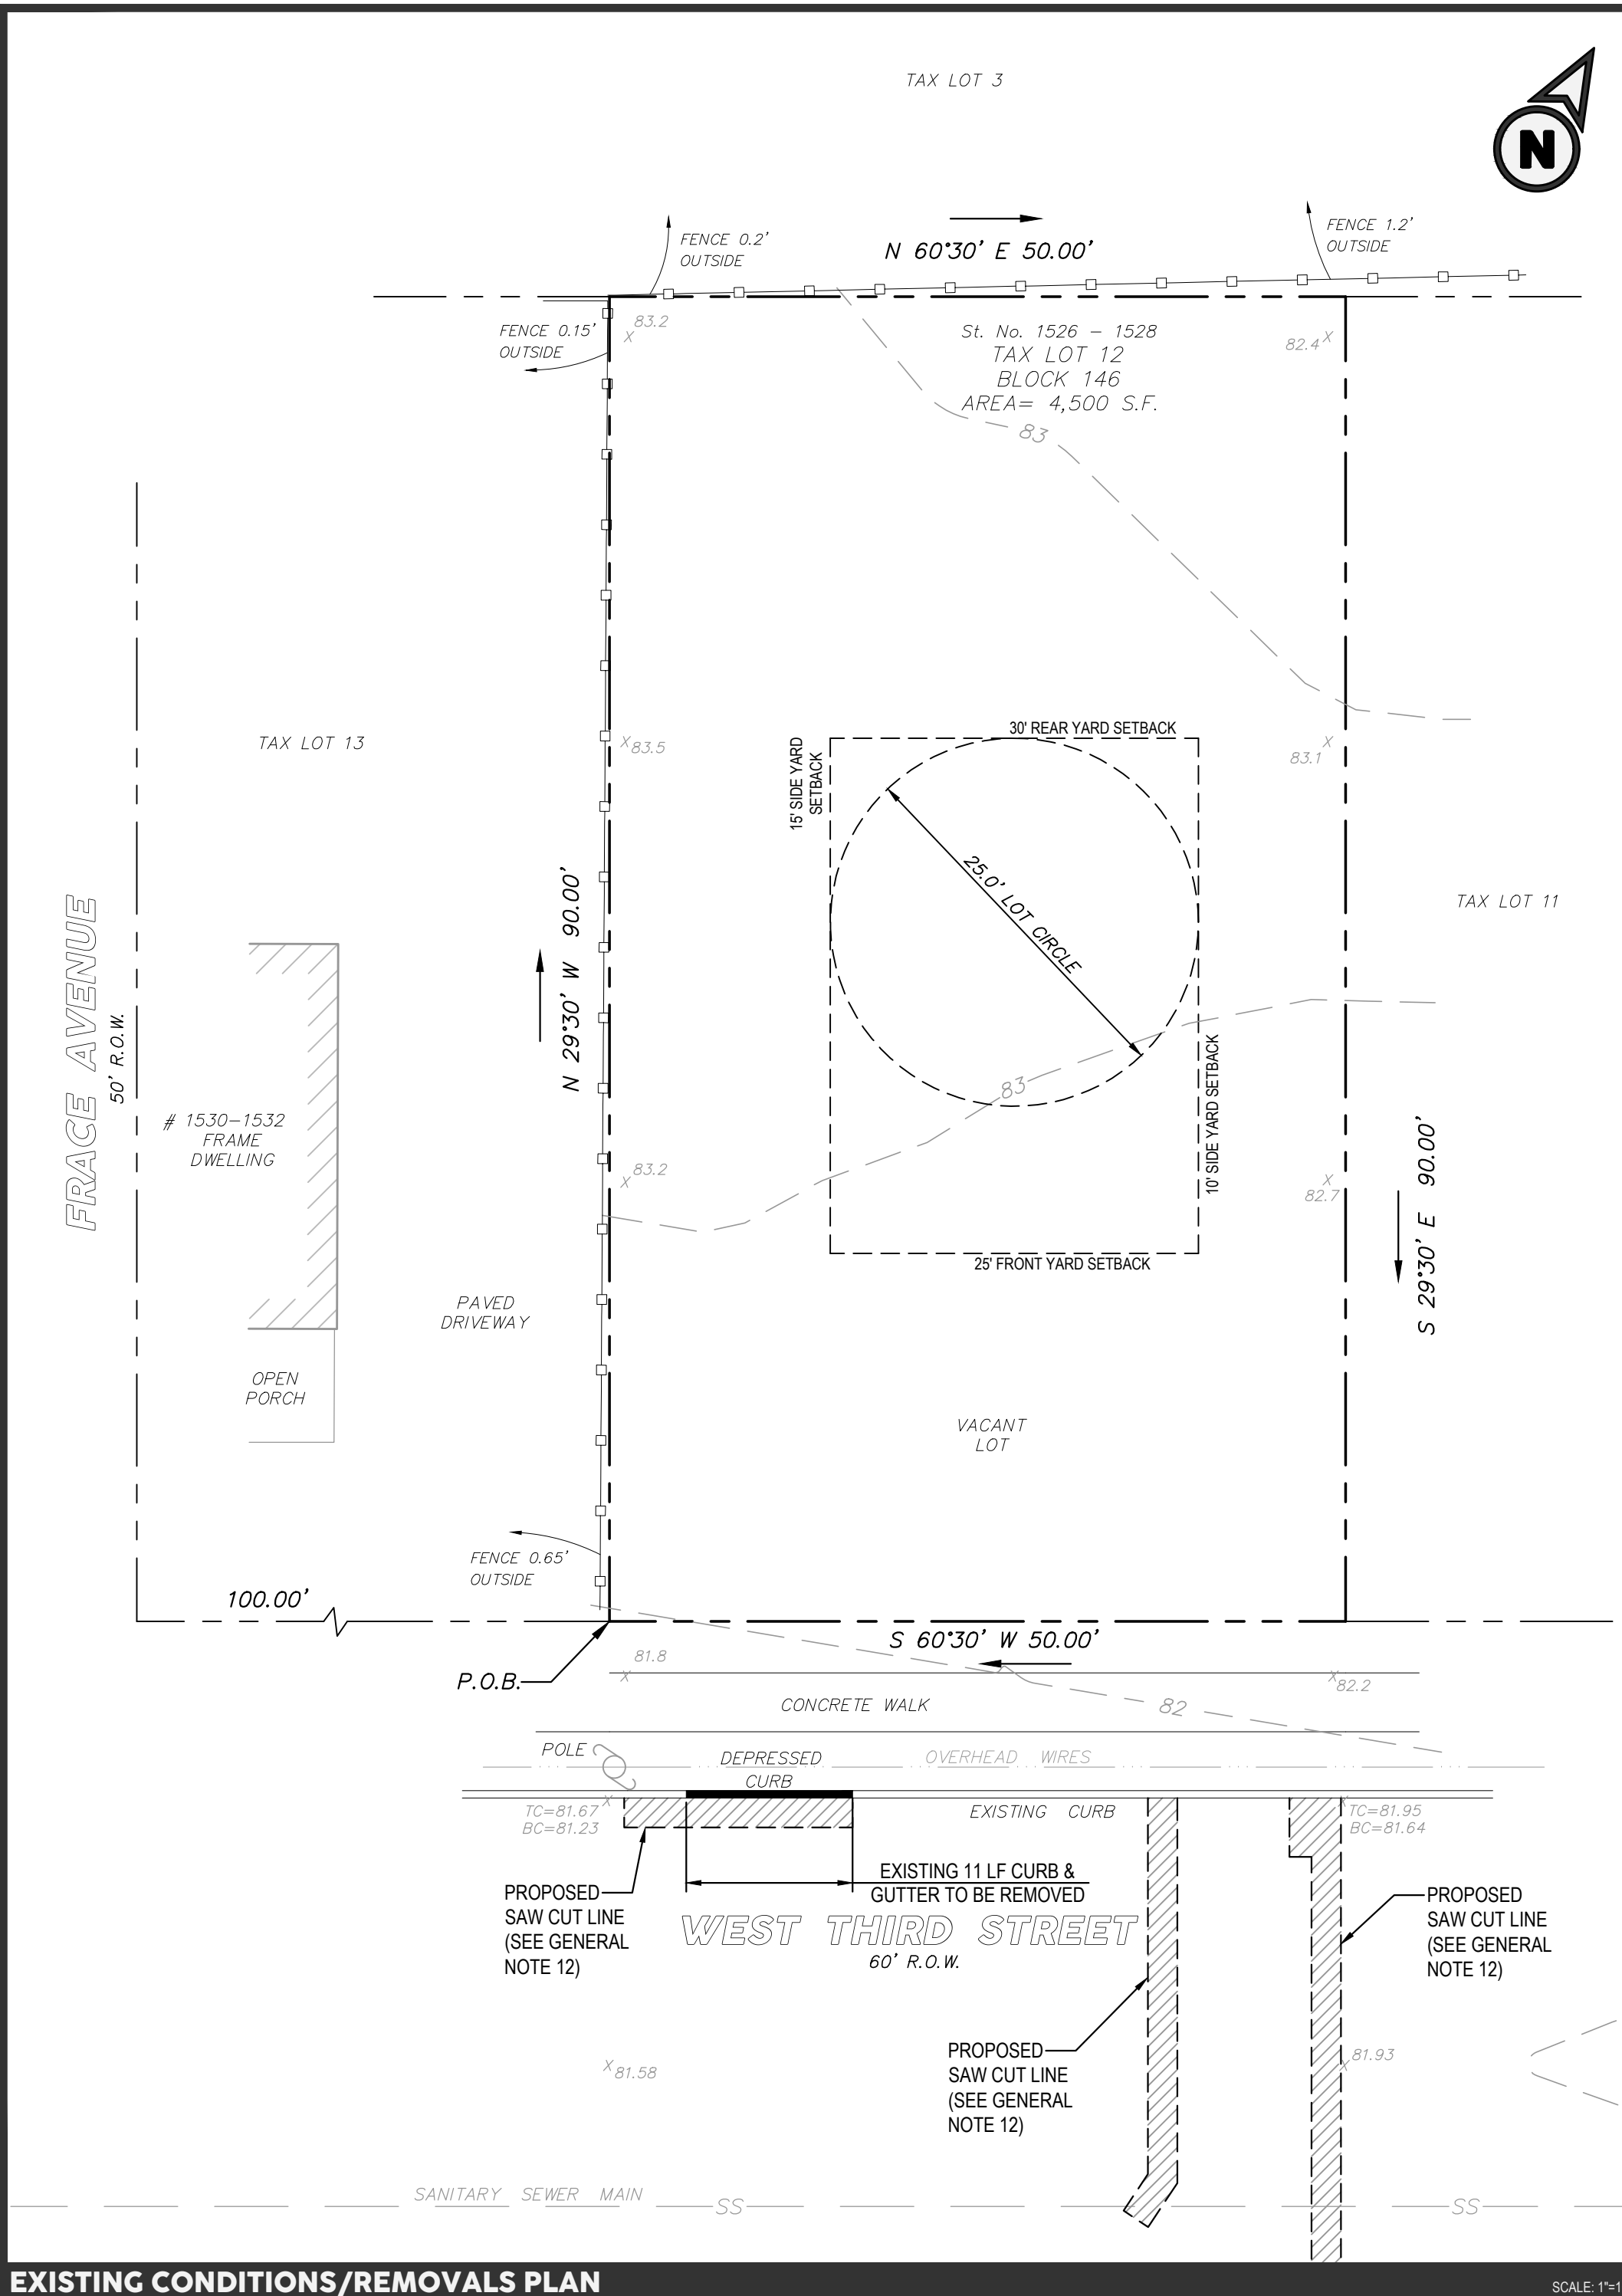 TAX LOT 3
N
FENCE 0.2'
OUTSIDE
N 60°30' E 50.00'
FENCE 1.2'
OUTSIDE
FENCE 0.15'
OUTSIDE
83.2
X
St. No. 1526 - 1528
TAX LOT 12
BLOCK 146
AREA= 4,500 S.F.
82.4 X
83
TAX LOT 13
X 83.5
30' REAR YARD SETBACK
15' SIDE YARD
SETBACK
X
83.1
25.0' LOT CIRCLE
TAX LOT 11
N 29°30' W 90.00'
FRACE AVENUE
50' R.O.W.
# 1530-1532
FRAME
DWELLING
83
10' SIDE YARD SETBACK
83.2
X
X
82.7
S 29°30' E 90.00'
25' FRONT YARD SETBACK
PAVED
DRIVEWAY
OPEN
PORCH
VACANT
LOT
FENCE 0.65'
OUTSIDE
100.00'
S 60°30' W 50.00'
P.O.B.
81.8
X
X
82.2
CONCRETE WALK
82
POLE
DEPRESSED
CURB
OVERHEAD WIRES
TC=81.67 X
BC=81.23
EXISTING CURB
X TC=81.95
BC=81.64
EXISTING 11 LF CURB &
GUTTER TO BE REMOVED
PROPOSED
SAW CUT LINE
(SEE GENERAL
NOTE 12)
WEST THIRD STREET
60' R.O.W.
PROPOSED
SAW CUT LINE
(SEE GENERAL
NOTE 12)
PROPOSED
SAW CUT LINE
(SEE GENERAL
NOTE 12)
X 81.58
81.93
X
SANITARY SEWER MAIN
SS
SS
EXISTING CONDITIONS/REMOVALS PLAN
SCALE: 1"=1